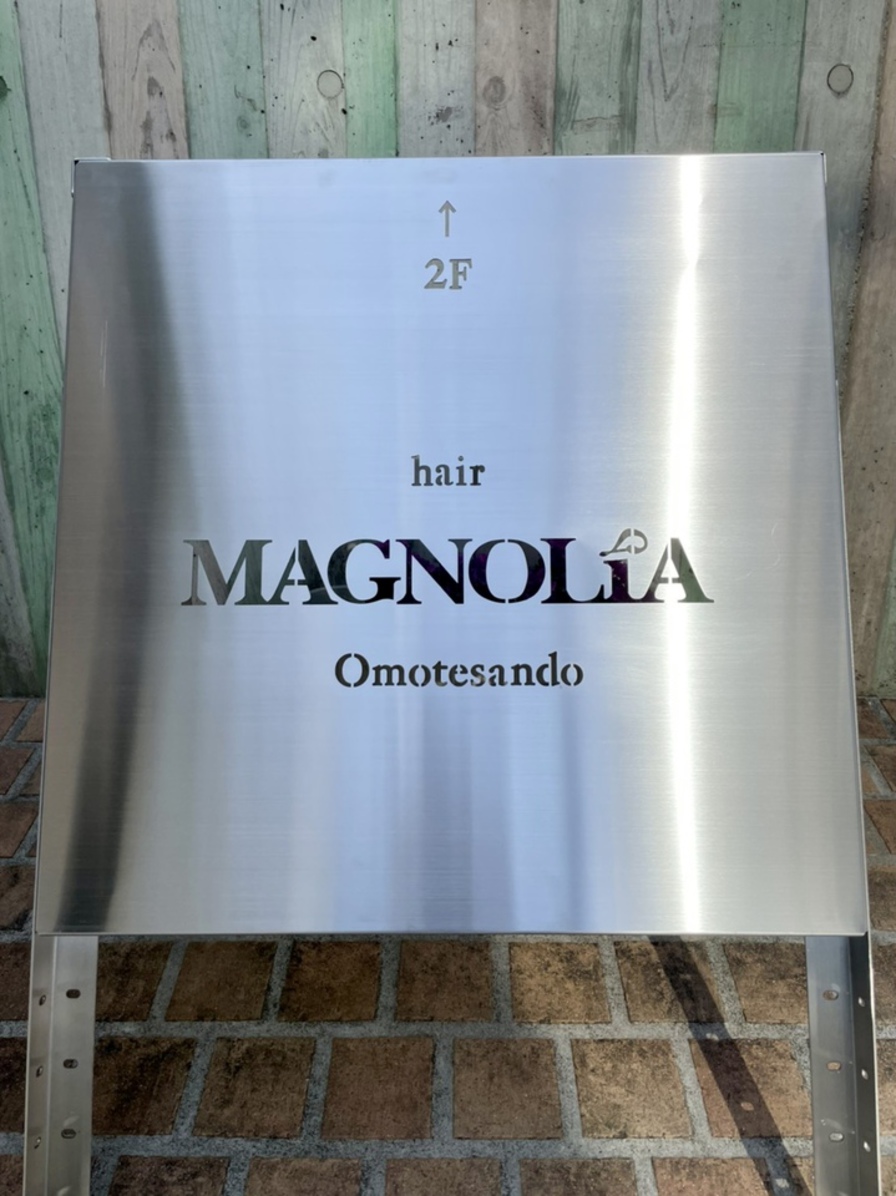 ↑
2F
hair
MAGNOLiA
Omotesando